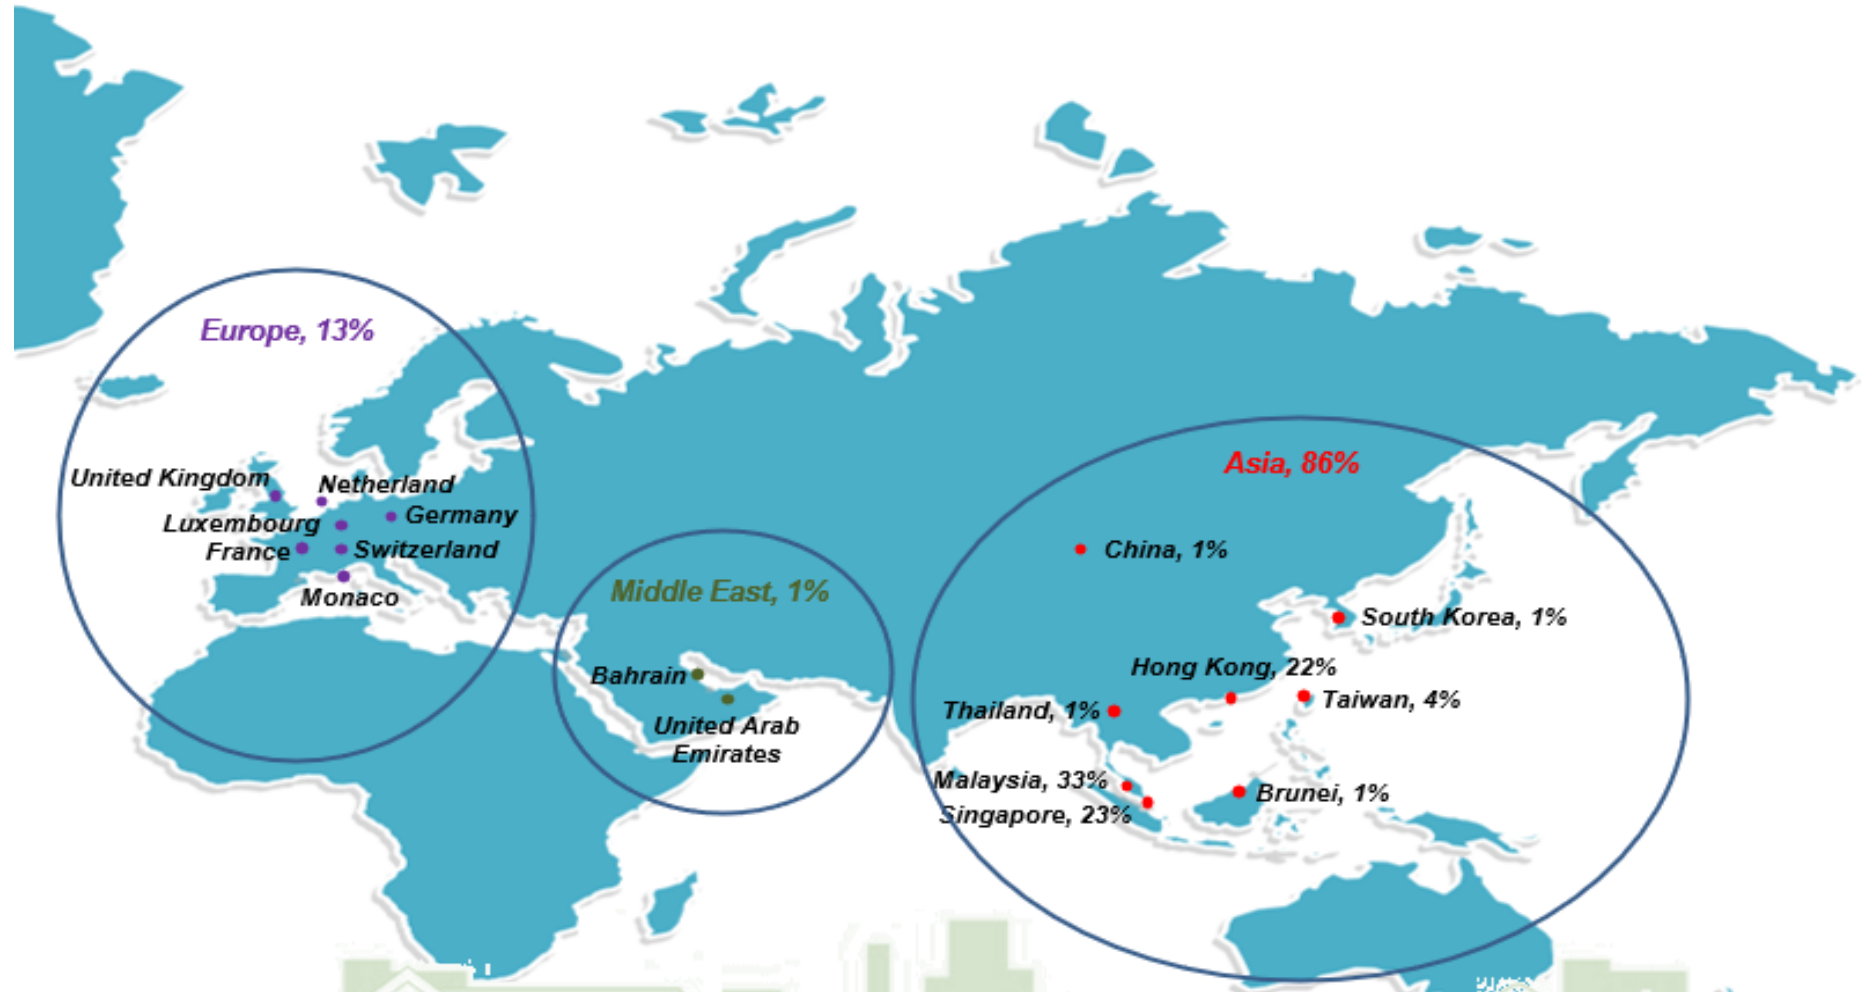 Europe, 13%
United Kingdom
Netherland
Luxembourg
Germany
France
Switzerland
Monaco
Middle East, 1%
Bahrain
United Arab
Emirates
Asia, 86%
China, 1%
South Korea, 1%
Hong Kong, 22%
Taiwan, 4%
Thailand, 1%
Malaysia, 33%
Singapore, 23%
Brunei, 1%